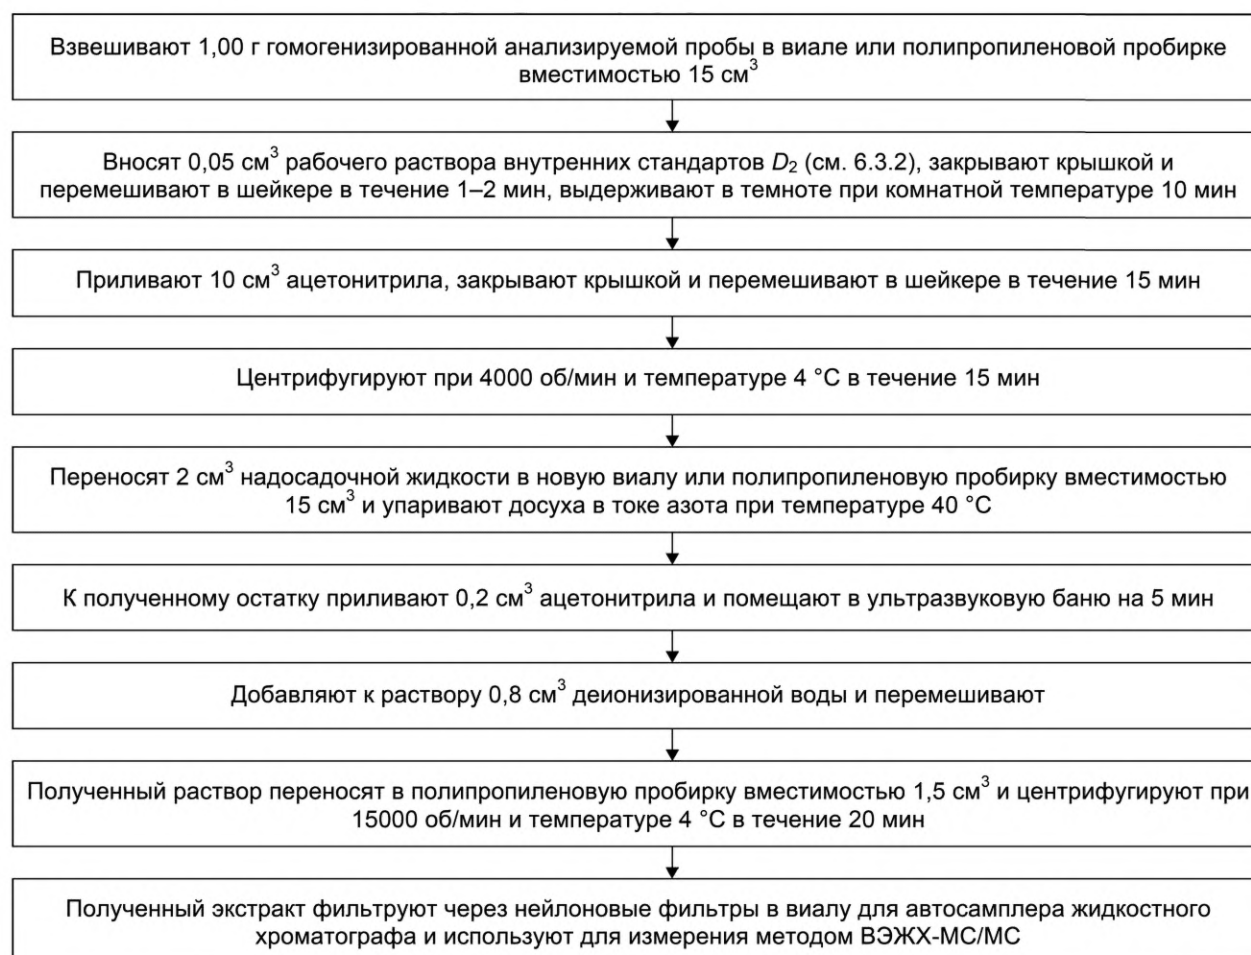 Взвешивают 1,00 г гомогенизированной анализируемой пробы в виале или полипропиленовой пробирке
вместимостью 15 см³
Вносят 0,05 см³ рабочего раствора внутренних стандартов D₂ (см. 6.3.2), закрывают крышкой и
перемешивают в шейкере в течение 1–2 мин, выдерживают в темноте при комнатной температуре 10 мин
Приливают 10 см³ ацетонитрила, закрывают крышкой и перемешивают в шейкере в течение 15 мин
Центрифугируют при 4000 об/мин и температуре 4 °С в течение 15 мин
Переносят 2 см³ надосадочной жидкости в новую виалу или полипропиленовую пробирку вместимостью
15 см³ и упаривают досуха в токе азота при температуре 40 °С
К полученному остатку приливают 0,2 см³ ацетонитрила и помещают в ультразвуковую баню на 5 мин
Добавляют к раствору 0,8 см³ деионизированной воды и перемешивают
Полученный раствор переносят в полипропиленовую пробирку вместимостью 1,5 см³ и центрифугируют при
15000 об/мин и температуре 4 °С в течение 20 мин
Полученный экстракт фильтруют через нейлоновые фильтры в виалу для автосамплера жидкостного
хроматографа и используют для измерения методом ВЭЖХ-МС/МС